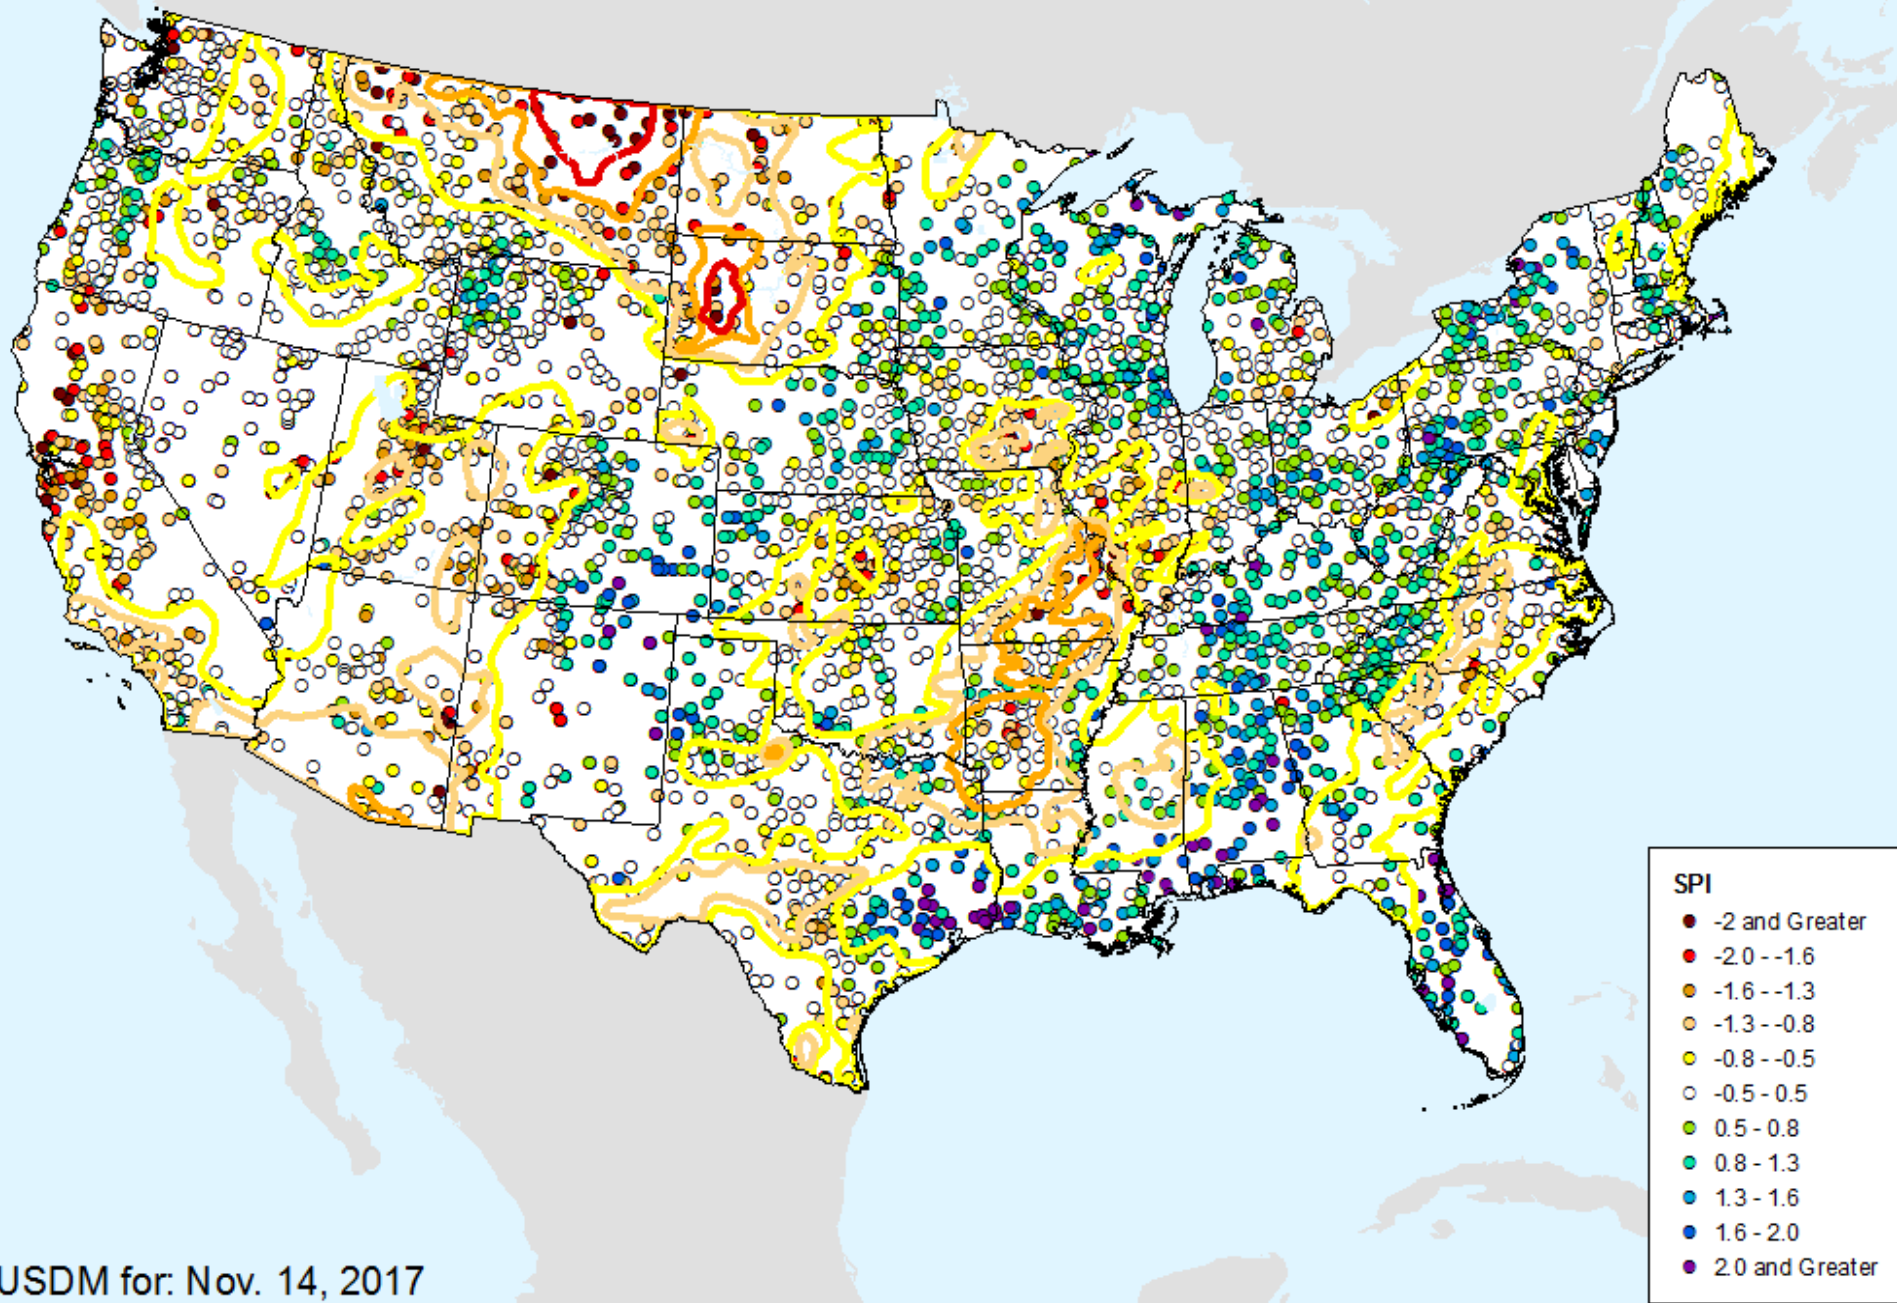 SPI
-2 and Greater
-2.0 - -1.6
-1.6 - -1.3
-1.3 - -0.8
-0.8 - -0.5
-0.5 - 0.5
0.5 - 0.8
0.8 - 1.3
1.3 - 1.6
1.6 - 2.0
2.0 and Greater
USDM for: Nov. 14, 2017